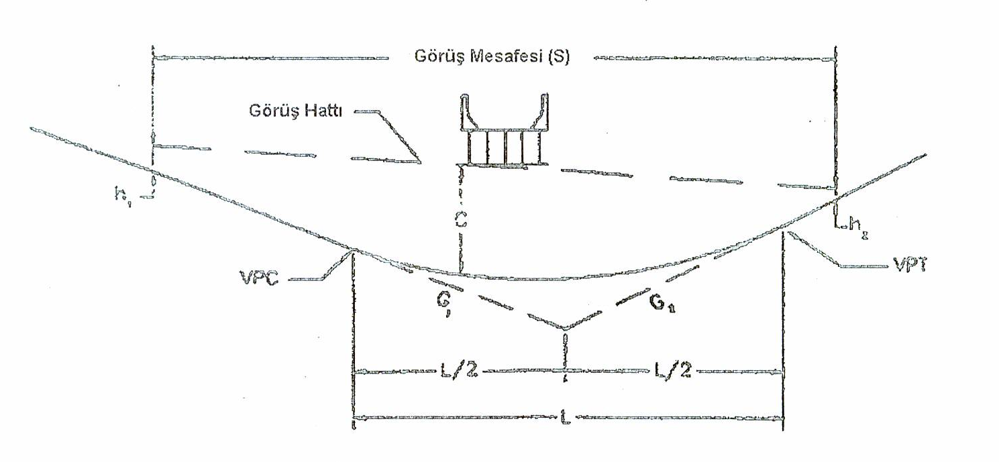 Görüş Mesafesi (S)
Görüş Hattı
h₁
C
h₂
VPC
VPT
G₁
G₂
L/2
L/2
L